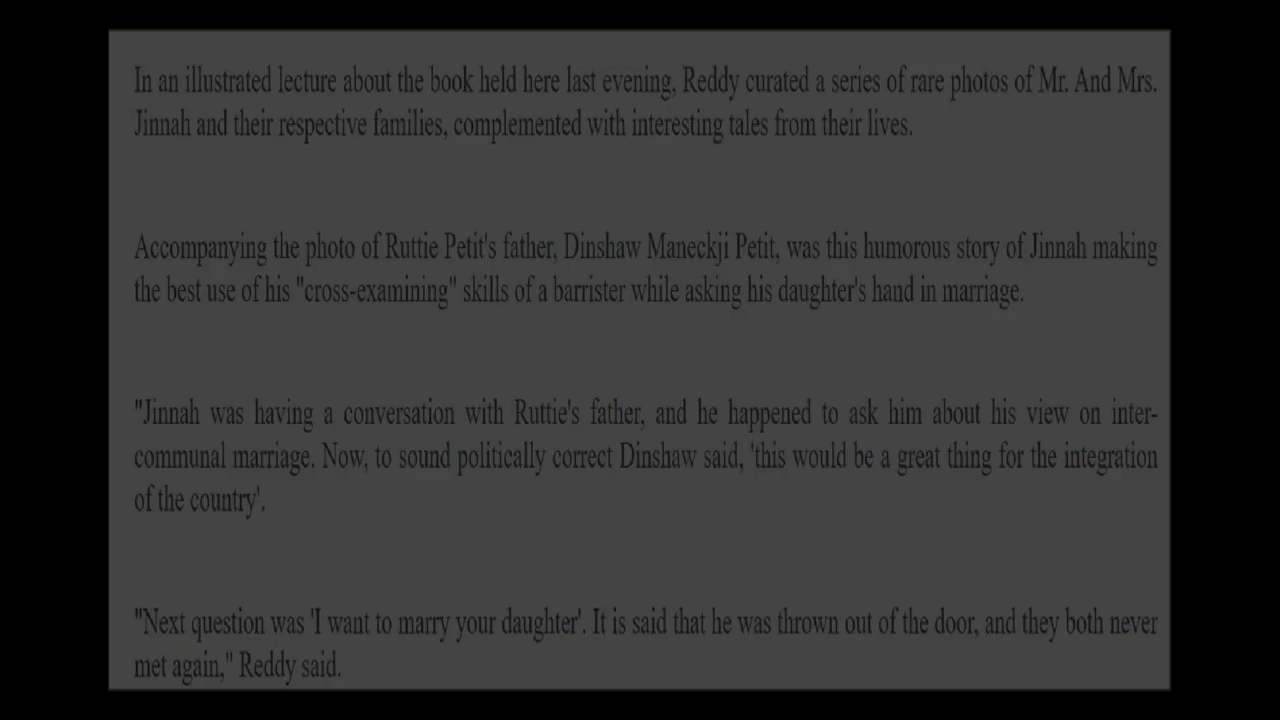 In an illustrated lecture about the book held here last evening, Reddy curated a series of rare photos of Mr. And Mrs.
Jinnah and their respective families, complemented with interesting tales from their lives.
Accompanying the photo of Ruttie Petit's father, Dinshaw Maneckji Petit, was this humorous story of Jinnah making
the best use of his "cross-examining" skills of a barrister while asking his daughter's hand in marriage.
"Jinnah was having a conversation with Ruttie's father, and he happened to ask him about his view on inter-
communal marriage. Now, to sound politically correct Dinshaw said, 'this would be a great thing for the integration
of the country'.
"Next question was 'I want to marry your daughter'. It is said that he was thrown out of the door, and they both never
met again," Reddy said.